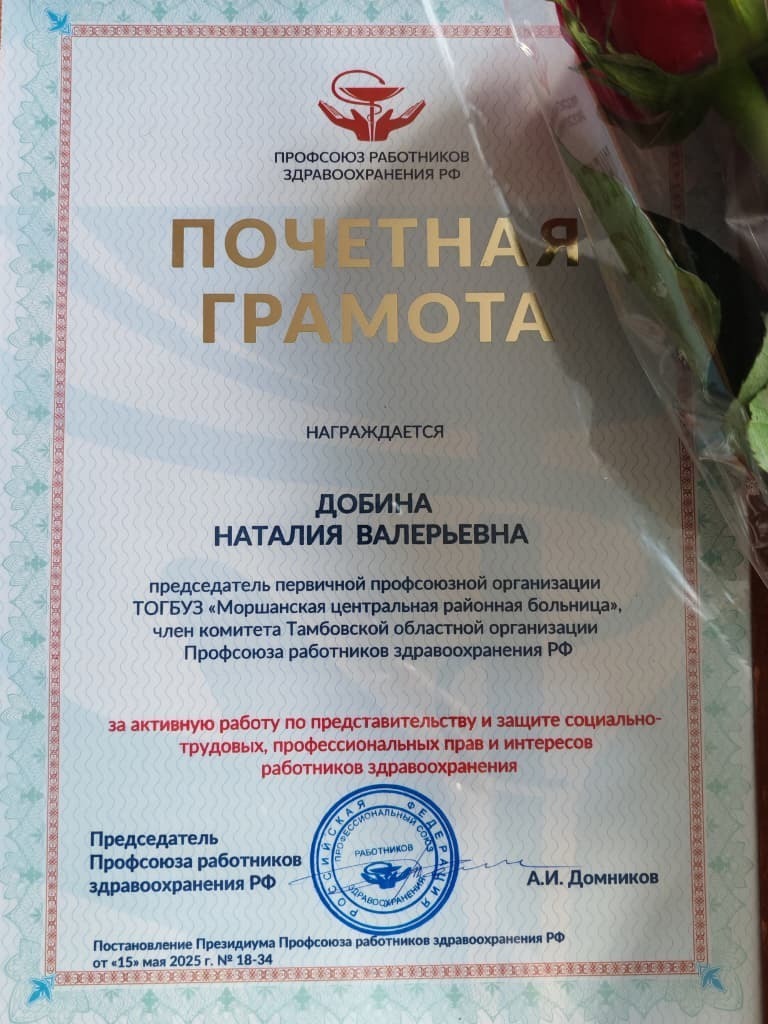 ПРОФСОЮЗ РАБОТНИКОВ
ЗДРАВООХРАНЕНИЯ РФ
ПОЧЕТНАЯ
ГРАМОТА
НАГРАЖДАЕТСЯ
ДОБИНА
НАТАЛИЯ ВАЛЕРЬЕВНА
председатель первичной профсоюзной организации
ТОГБУЗ «Моршанская центральная районная больница»,
член комитета Тамбовской областной организации
Профсоюза работников здравоохранения РФ
за активную работу по представительству и защите социально-
трудовых, профессиональных прав и интересов
работников здравоохранения
Председатель
Профсоюза работников
здравоохранения РФ
РОССИЙСКАЯ ФЕДЕРАЦИЯ
ПРОФЕССИОНАЛЬНЫЙ СОЮЗ
РАБОТНИКОВ
ЗДРАВООХРАНЕНИЯ
А.И. Домников
Постановление Президиума Профсоюза работников здравоохранения РФ
от «15» мая 2025 г. № 18-34